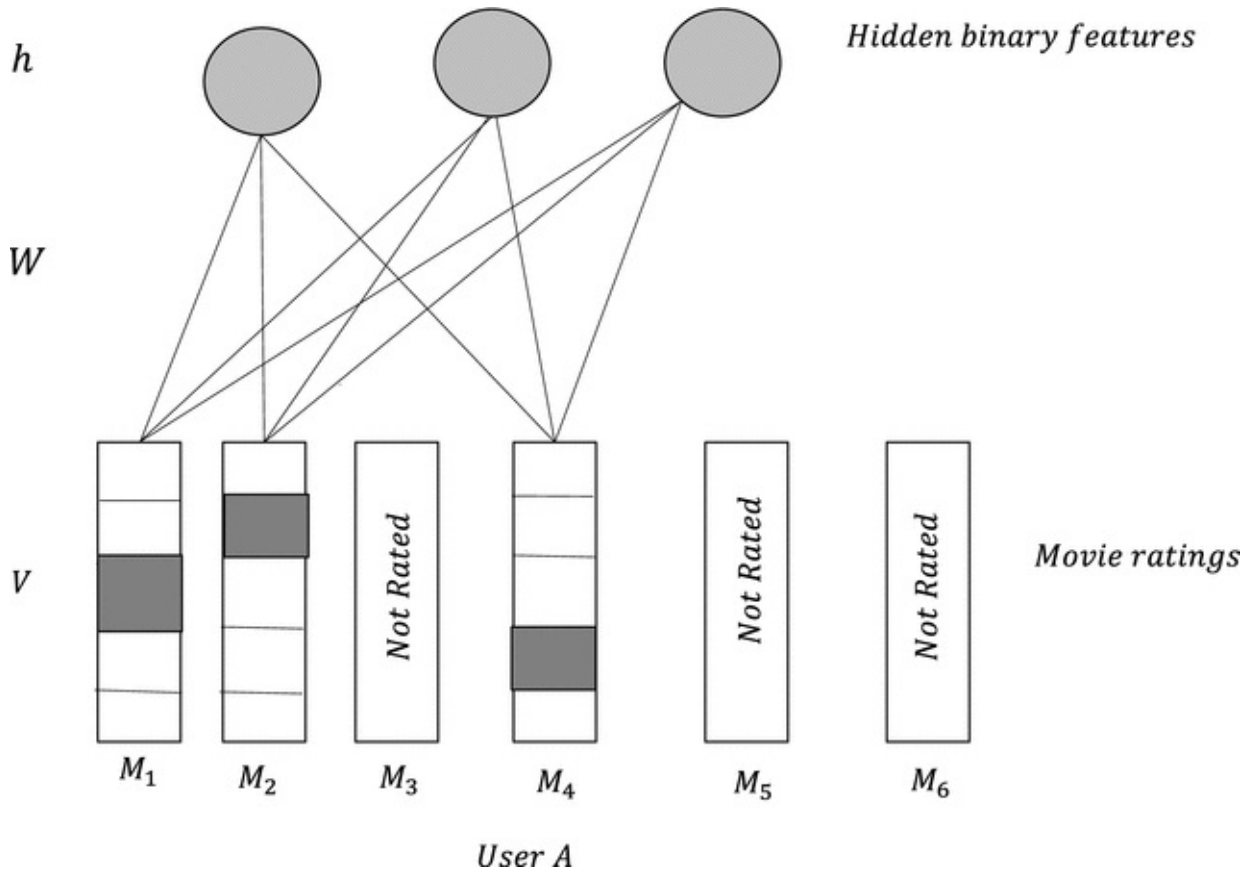 h
Hidden binary features
W
V
Not Rated
Not Rated
Not Rated
Movie ratings
M₁ M₂ M₃ M₄ M₅ M₆
User A